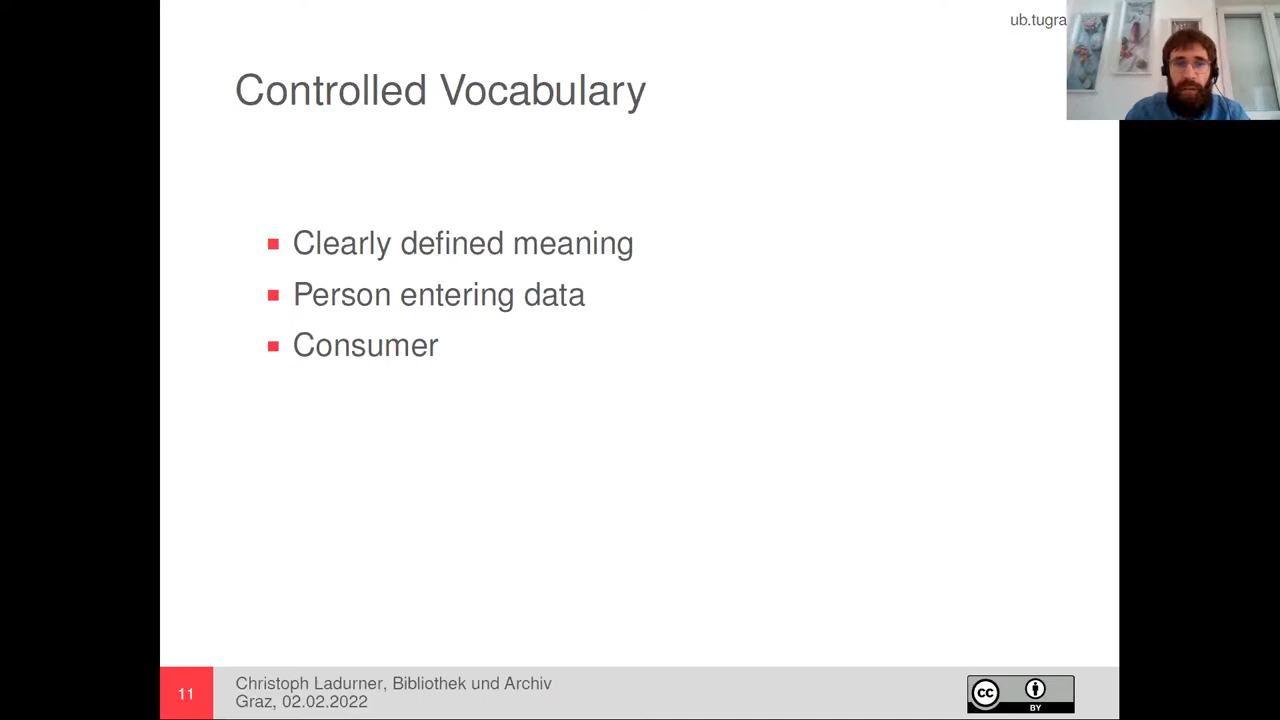 ub.tugra
Controlled Vocabulary
Clearly defined meaning
Person entering data
Consumer
11
Christoph Ladurner, Bibliothek und Archiv
Graz, 02.02.2022
cc
BY